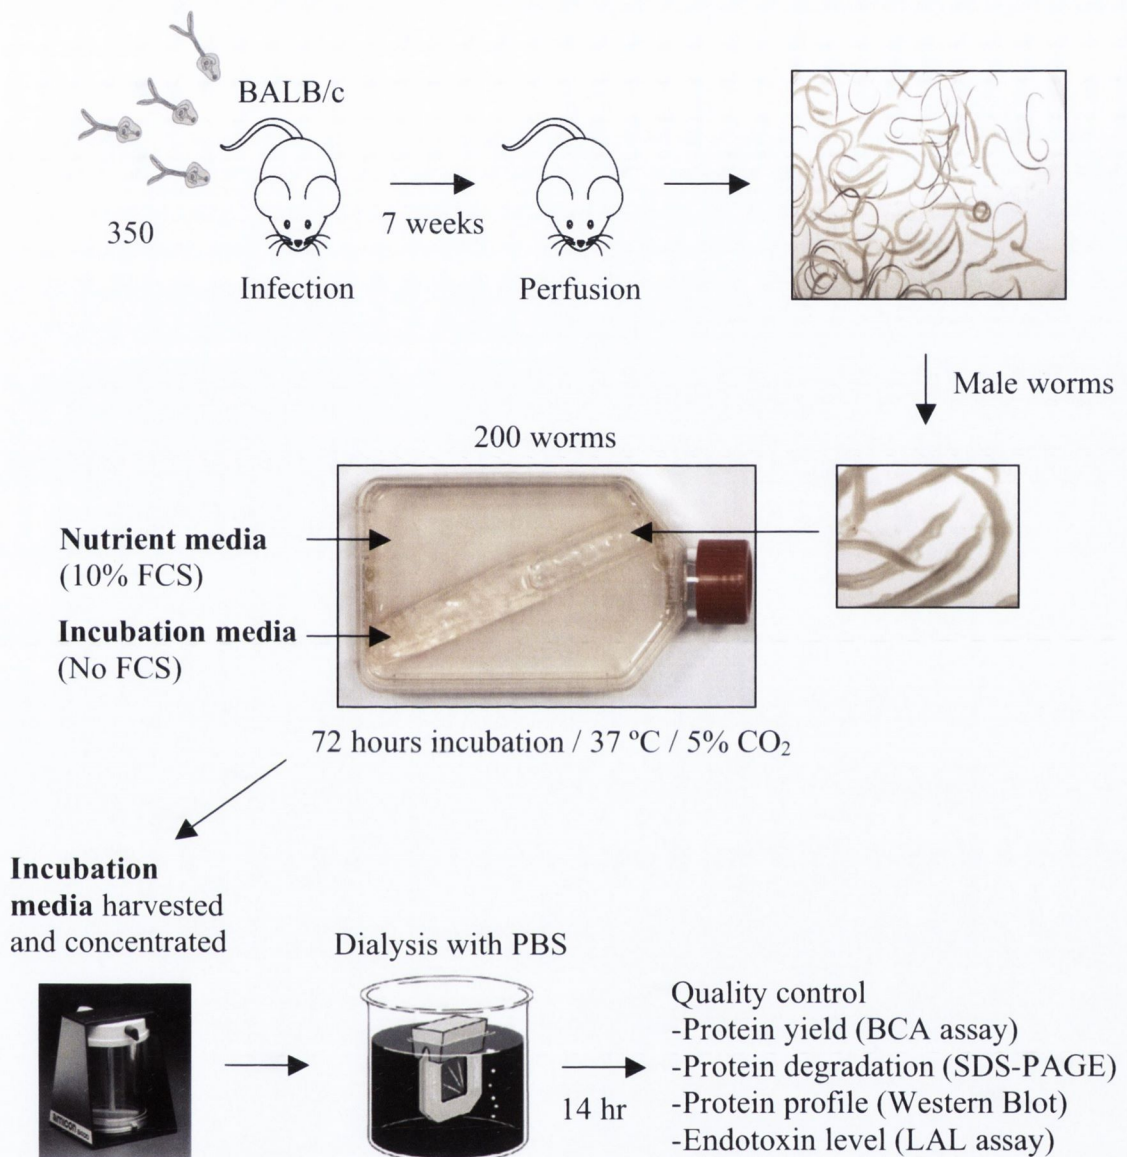 BALB/c
350
7 weeks
Infection
Perfusion
Male worms
200 worms
Nutrient media
(10% FCS)
Incubation media
(No FCS)
72 hours incubation / 37 ºC / 5% CO₂
Incubation
media harvested
and concentrated
Dialysis with PBS
14 hr
Quality control
-Protein yield (BCA assay)
-Protein degradation (SDS-PAGE)
-Protein profile (Western Blot)
-Endotoxin level (LAL assay)